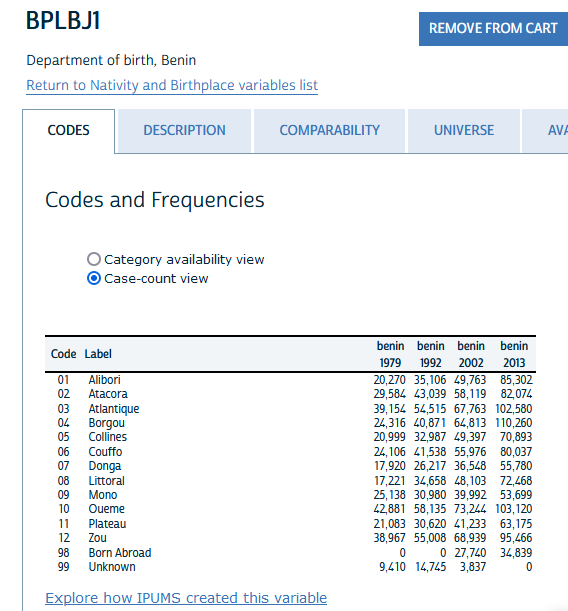 BPLBJ1
REMOVE FROM CART
Department of birth, Benin
Return to Nativity and Birthplace variables list
CODES DESCRIPTION COMPARABILITY UNIVERSE AVA
Codes and Frequencies
Category availability view
Case-count view
Code Label benin 1979 benin 1992 benin 2002 benin 2013
01 Alibori 20,270 35,106 49,763 85,302
02 Atacora 29,584 43,039 58,119 82,074
03 Atlantique 39,154 54,515 67,763 102,580
04 Borgou 24,316 40,871 64,813 110,260
05 Collines 20,999 32,987 49,397 70,893
06 Couffo 24,106 41,538 55,976 80,037
07 Donga 17,920 26,217 36,548 55,780
08 Littoral 17,221 34,658 48,103 72,468
09 Mono 25,138 30,980 39,992 53,699
10 Oueme 42,881 58,135 73,244 103,120
11 Plateau 21,083 30,620 41,233 63,175
12 Zou 38,967 55,008 68,939 95,466
98 Born Abroad 0 0 27,740 34,839
99 Unknown 9,410 14,745 3,837 0
Explore how IPUMS created this variable